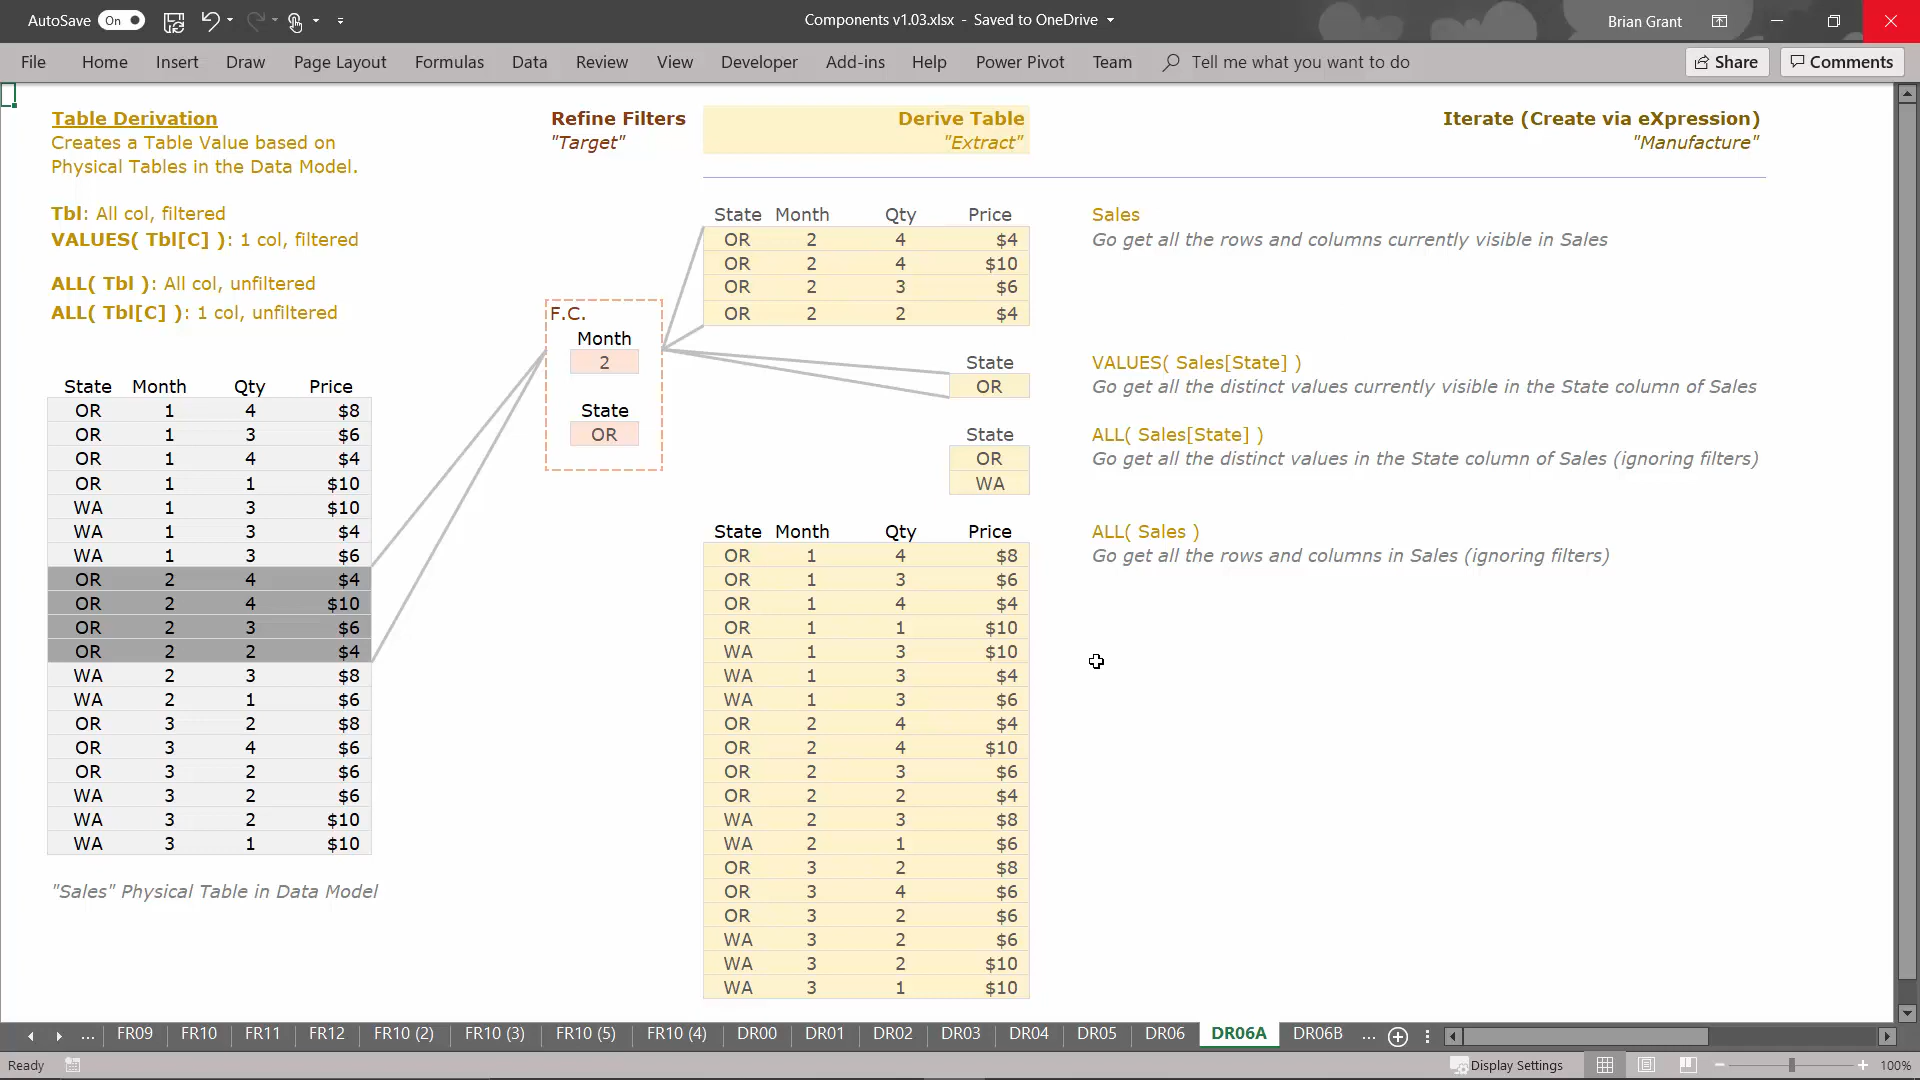 AutoSave On Components v1.03.xlsx - Saved to OneDrive Brian Grant
File Home Insert Draw Page Layout Formulas Data Review View Developer Add-ins Help Power Pivot Team Tell me what you want to do Share Comments
Table Derivation
Creates a Table Value based on
Physical Tables in the Data Model.
Tbl: All col, filtered
VALUES( Tbl[C] ): 1 col, filtered
ALL( Tbl ): All col, unfiltered
ALL( Tbl[C] ): 1 col, unfiltered
State Month Qty Price
OR 1 4 $8
OR 1 3 $6
OR 1 4 $4
OR 1 1 $10
WA 1 3 $10
WA 1 3 $4
WA 1 3 $6
OR 2 4 $4
OR 2 4 $10
OR 2 3 $6
OR 2 2 $4
WA 2 3 $8
WA 2 1 $6
OR 3 2 $8
OR 3 4 $6
OR 3 2 $6
WA 3 2 $6
WA 3 2 $10
WA 3 1 $10
"Sales" Physical Table in Data Model
Refine Filters
"Target"
F.C.
Month
2
State
OR
Derive Table
"Extract"
Iterate (Create via eXpression)
"Manufacture"
State Month Qty Price
OR 2 4 $4
OR 2 4 $10
OR 2 3 $6
OR 2 2 $4
Sales
Go get all the rows and columns currently visible in Sales
State
OR
VALUES( Sales[State] )
Go get all the distinct values currently visible in the State column of Sales
State
OR
WA
ALL( Sales[State] )
Go get all the distinct values in the State column of Sales (ignoring filters)
State Month Qty Price
OR 1 4 $8
OR 1 3 $6
OR 1 4 $4
OR 1 1 $10
WA 1 3 $10
WA 1 3 $4
WA 1 3 $6
OR 2 4 $4
OR 2 4 $10
OR 2 3 $6
OR 2 2 $4
WA 2 3 $8
WA 2 1 $6
OR 3 2 $8
OR 3 4 $6
OR 3 2 $6
WA 3 2 $6
WA 3 2 $10
WA 3 1 $10
ALL( Sales )
Go get all the rows and columns in Sales (ignoring filters)
... FR09 FR10 FR11 FR12 FR10 (2) FR10 (3) FR10 (5) FR10 (4) DR00 DR01 DR02 DR03 DR04 DR05 DR06 DR06A DR06B ...
Ready Display Settings 100%